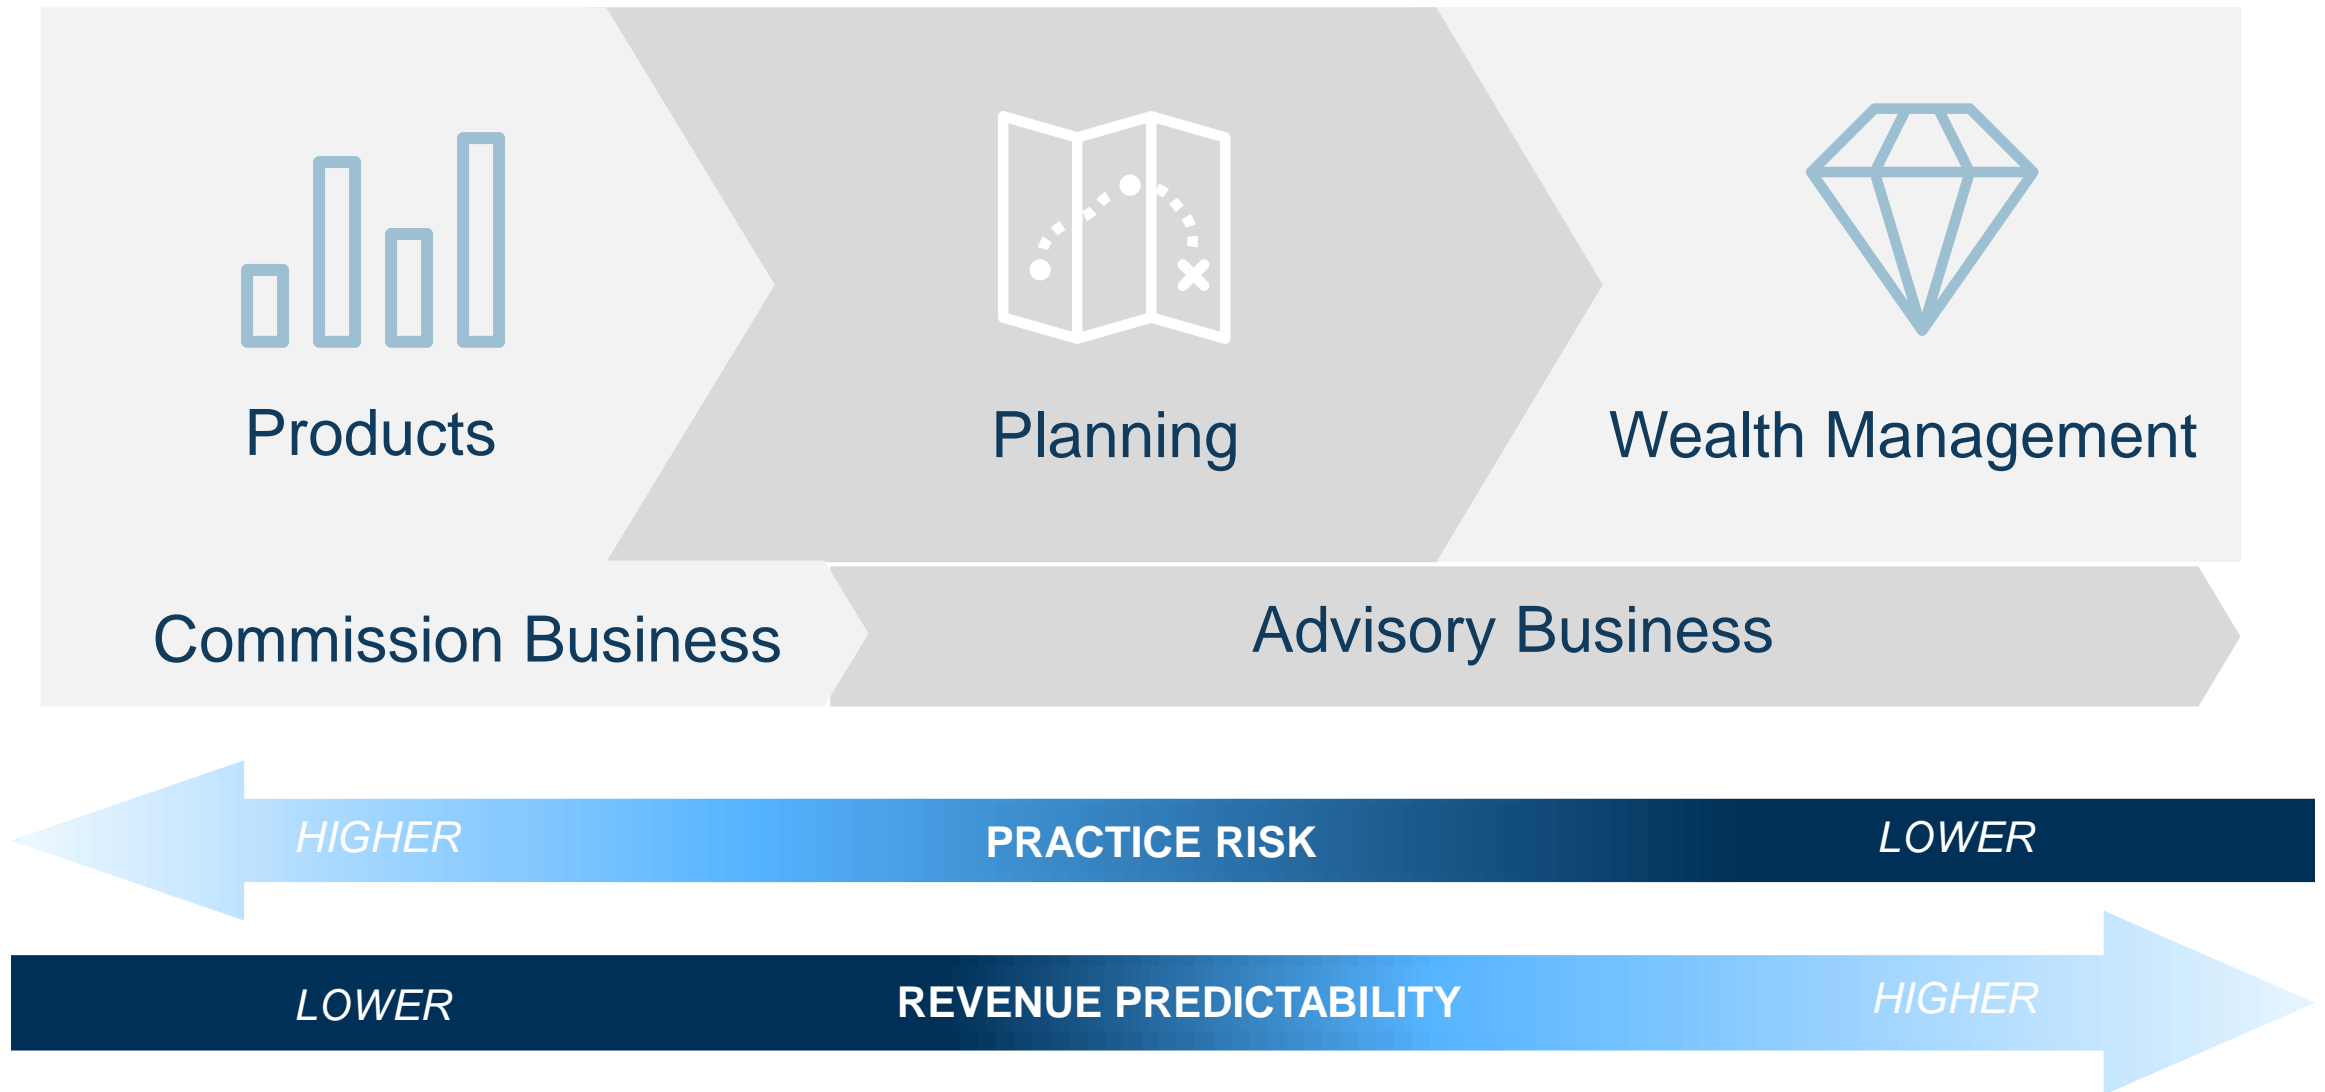 Products
Planning
Wealth Management
Commission Business
Advisory Business
HIGHER
PRACTICE RISK
LOWER
LOWER
REVENUE PREDICTABILITY
HIGHER